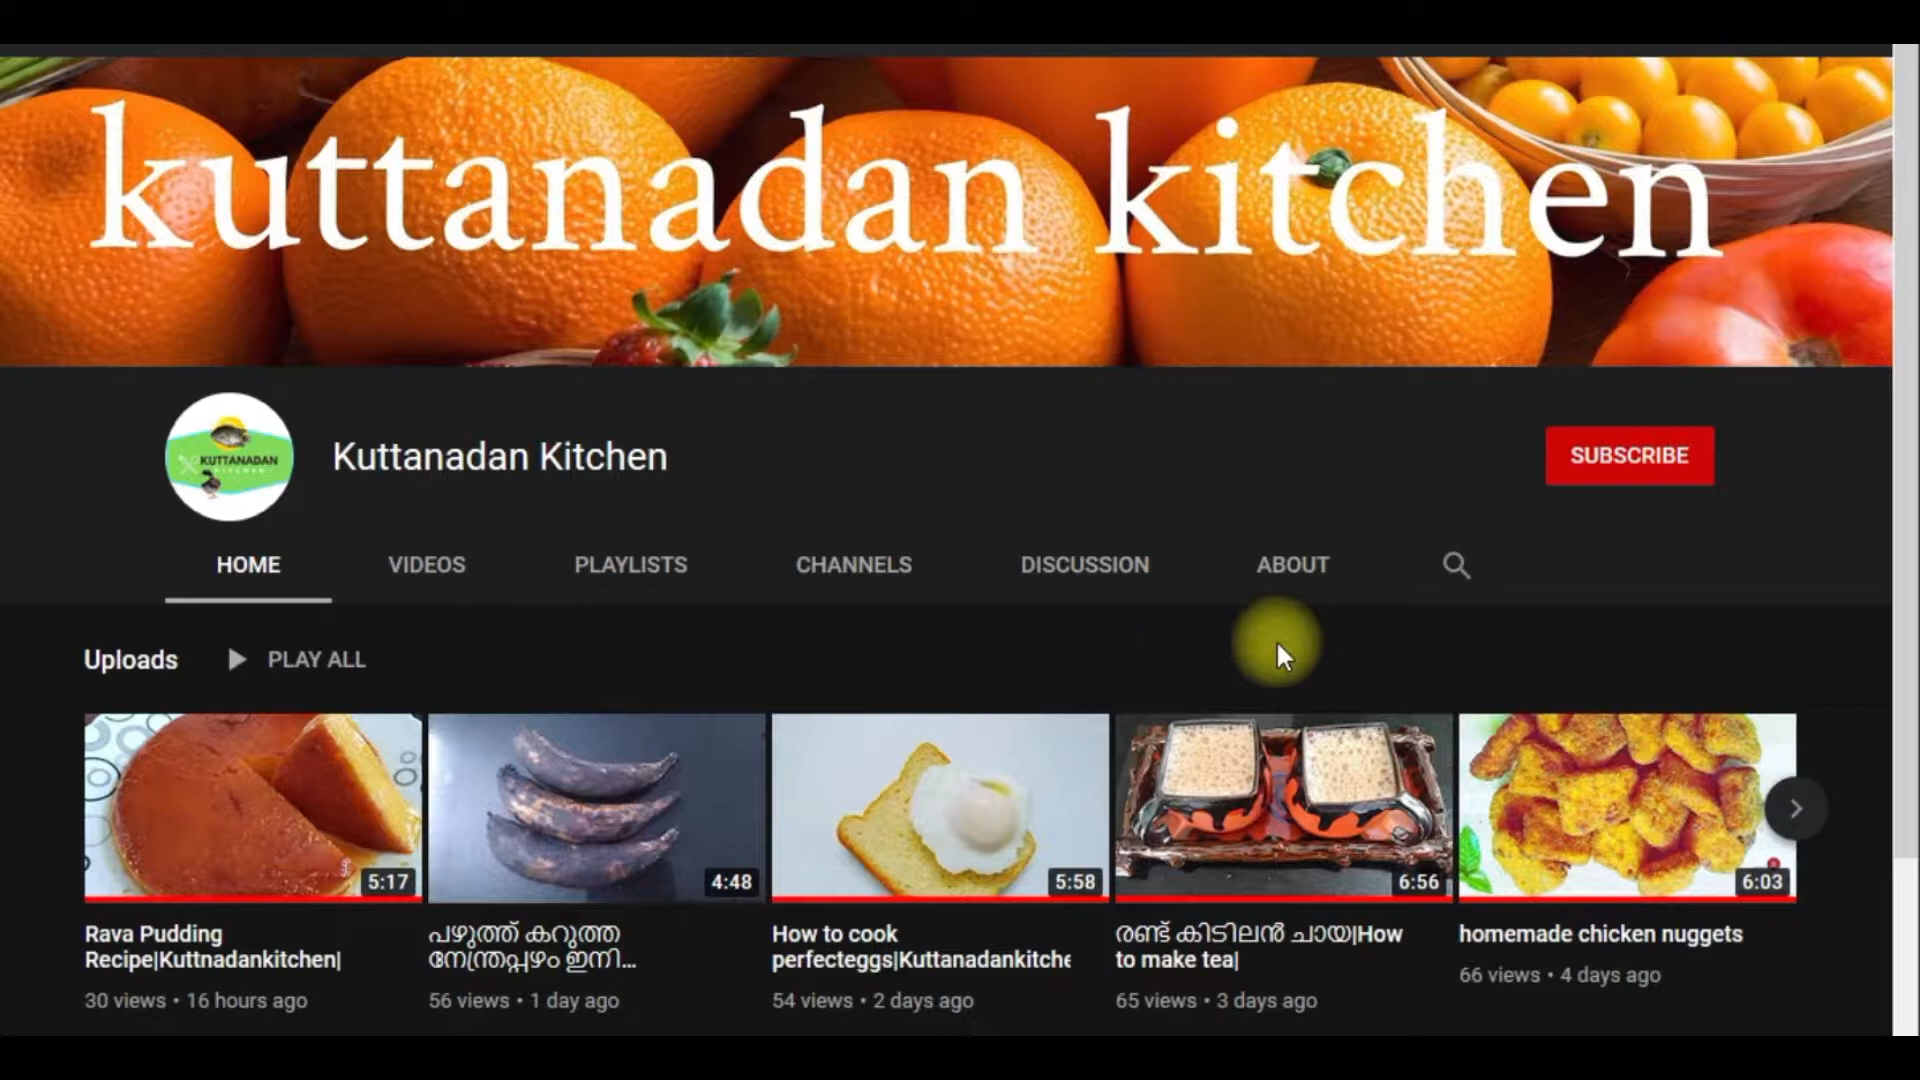 kuttanadan kitchen
KUTTANADAN
KITCHEN
Kuttanadan Kitchen
SUBSCRIBE
HOME VIDEOS PLAYLISTS CHANNELS DISCUSSION ABOUT
Uploads PLAY ALL
5:17
4:48
5:58
6:56
6:03
Rava Pudding
Recipe|Kuttnadankitchen|
30 views • 16 hours ago
പഴുത്ത് കറുത്ത
നേന്ത്രപ്പഴം ഇനി...
56 views • 1 day ago
How to cook
perfecteggs|Kuttanadankitche
54 views • 2 days ago
രണ്ട് കിടിലൻ ചായ|How
to make tea|
65 views • 3 days ago
homemade chicken nuggets
66 views • 4 days ago